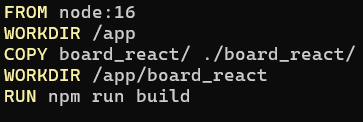 FROM node:16
WORKDIR /app
COPY board_react/ ./board_react/
WORKDIR /app/board_react
RUN npm run build